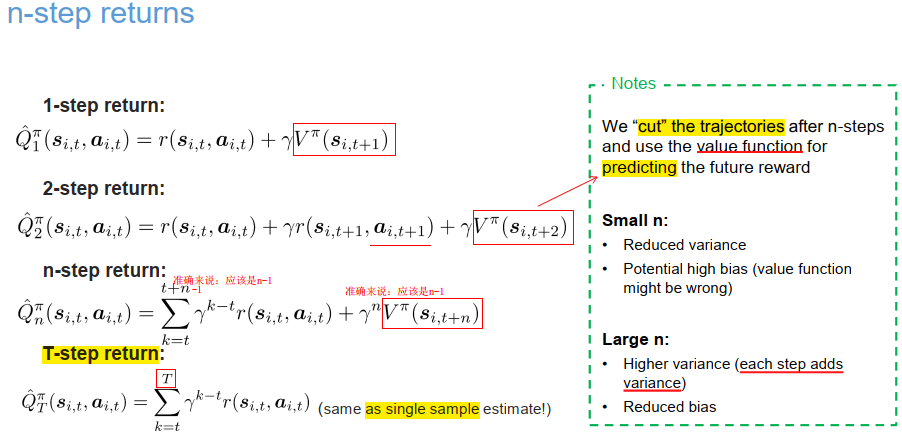 n-step returns
Notes
1-step return:
$\hat{Q}_1^\pi(\boldsymbol{s}_{i,t}, \boldsymbol{a}_{i,t}) = r(\boldsymbol{s}_{i,t}, \boldsymbol{a}_{i,t}) + \gamma V^\pi(\boldsymbol{s}_{i,t+1})$
2-step return:
$\hat{Q}_2^\pi(\boldsymbol{s}_{i,t}, \boldsymbol{a}_{i,t}) = r(\boldsymbol{s}_{i,t}, \boldsymbol{a}_{i,t}) + \gamma r(\boldsymbol{s}_{i,t+1}, \boldsymbol{a}_{i,t+1}) + \gamma V^\pi(\boldsymbol{s}_{i,t+2})$
n-step return:
准确来说:应该是n-1
准确来说:应该是n-1
$\hat{Q}_n^\pi(\boldsymbol{s}_{i,t}, \boldsymbol{a}_{i,t}) = \sum_{k=t}^{t+n-1} \gamma^{k-t} r(\boldsymbol{s}_{i,t}, \boldsymbol{a}_{i,t}) + \gamma^n V^\pi(\boldsymbol{s}_{i,t+n})$
T-step return:
$\hat{Q}_T^\pi(\boldsymbol{s}_{i,t}, \boldsymbol{a}_{i,t}) = \sum_{k=t}^{T} \gamma^{k-t} r(\boldsymbol{s}_{i,t}, \boldsymbol{a}_{i,t})$ (same as single sample estimate!)
We “cut” the trajectories after n-steps
and use the value function for
predicting the future reward
Small n:
• Reduced variance
• Potential high bias (value function
might be wrong)
Large n:
• Higher variance (each step adds
variance)
• Reduced bias